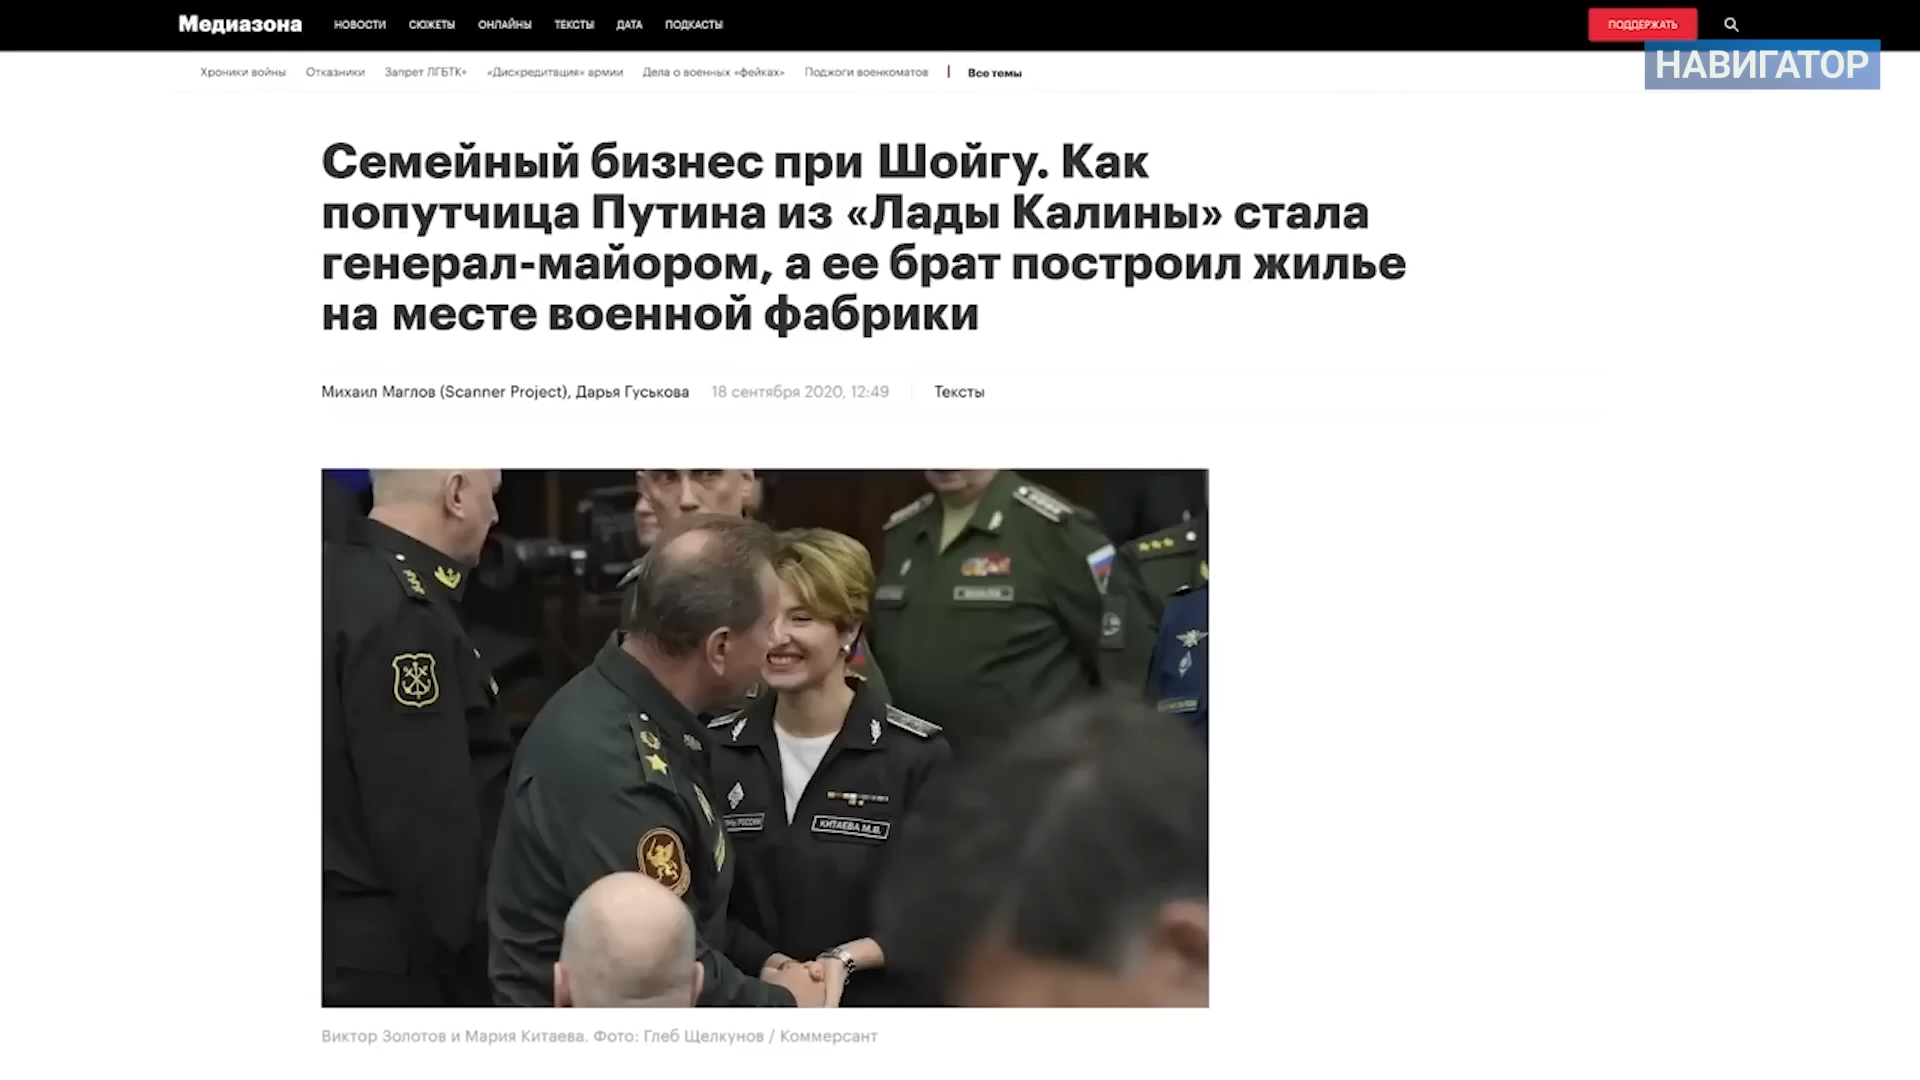 Медиазона
НОВОСТИ СЮЖЕТЫ ОНЛАЙНЫ ТЕКСТЫ ДАТА ПОДКАСТЫ
ПОДДЕРЖАТЬ
НАВИГАТОР
Хроники войны Отказники Запрет ЛГБТК+ «Дискредитация» армии Дела о военных «фейках» Поджоги военкоматов Все темы
Семейный бизнес при Шойгу. Как
попутчица Путина из «Лады Калины» стала
генерал-майором, а ее брат построил жилье
на месте военной фабрики
Михаил Маглов (Scanner Project), Дарья Гуськова 18 сентября 2020, 12:49 Тексты
РОССИИ
КИТАЕВА М.В.
Виктор Золотов и Мария Китаева. Фото: Глеб Щелкунов / Коммерсант